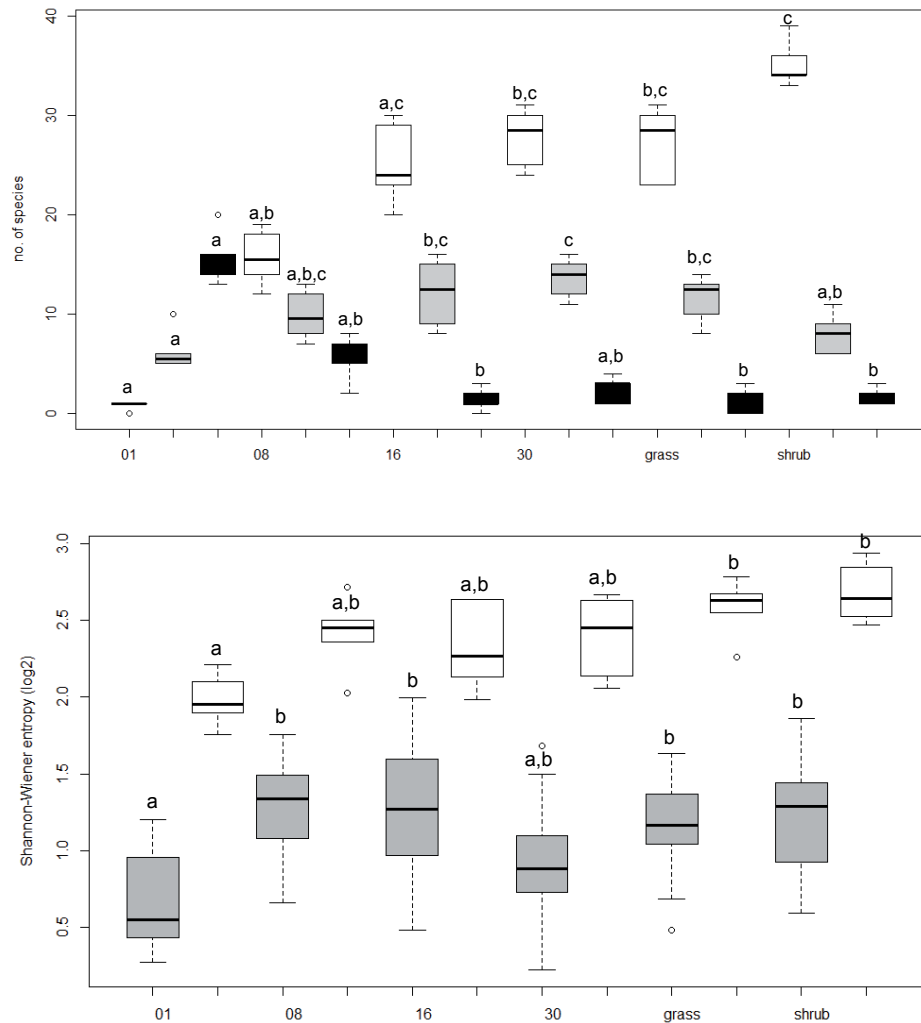 40
c
a,c
b,c
b,c
30
no. of species
20
a,b
a
b,c
c
a,b,c
b,c
a,b
a,b
a,b
10
a
b
b
b
a
0
01
08
16
30
grass
shrub
3.0
b
b
a,b
a,b
a,b
2.5
a
Shannon-Wiener entropy (log2)
2.0
b
b
b
b
a,b
1.5
a
1.0
0.5
01
08
16
30
grass
shrub